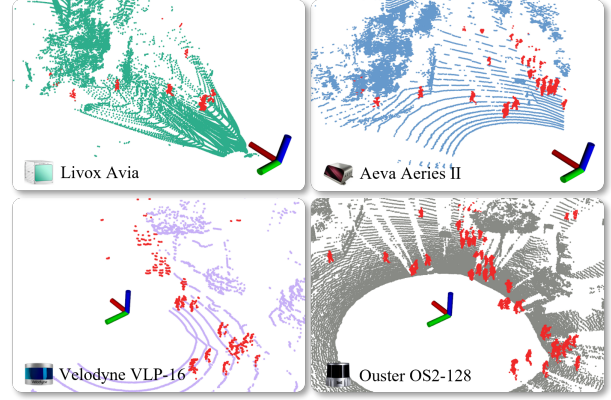 Livox Avia
Aeva Aeries II
Velodyne VLP-16
Ouster OS2-128